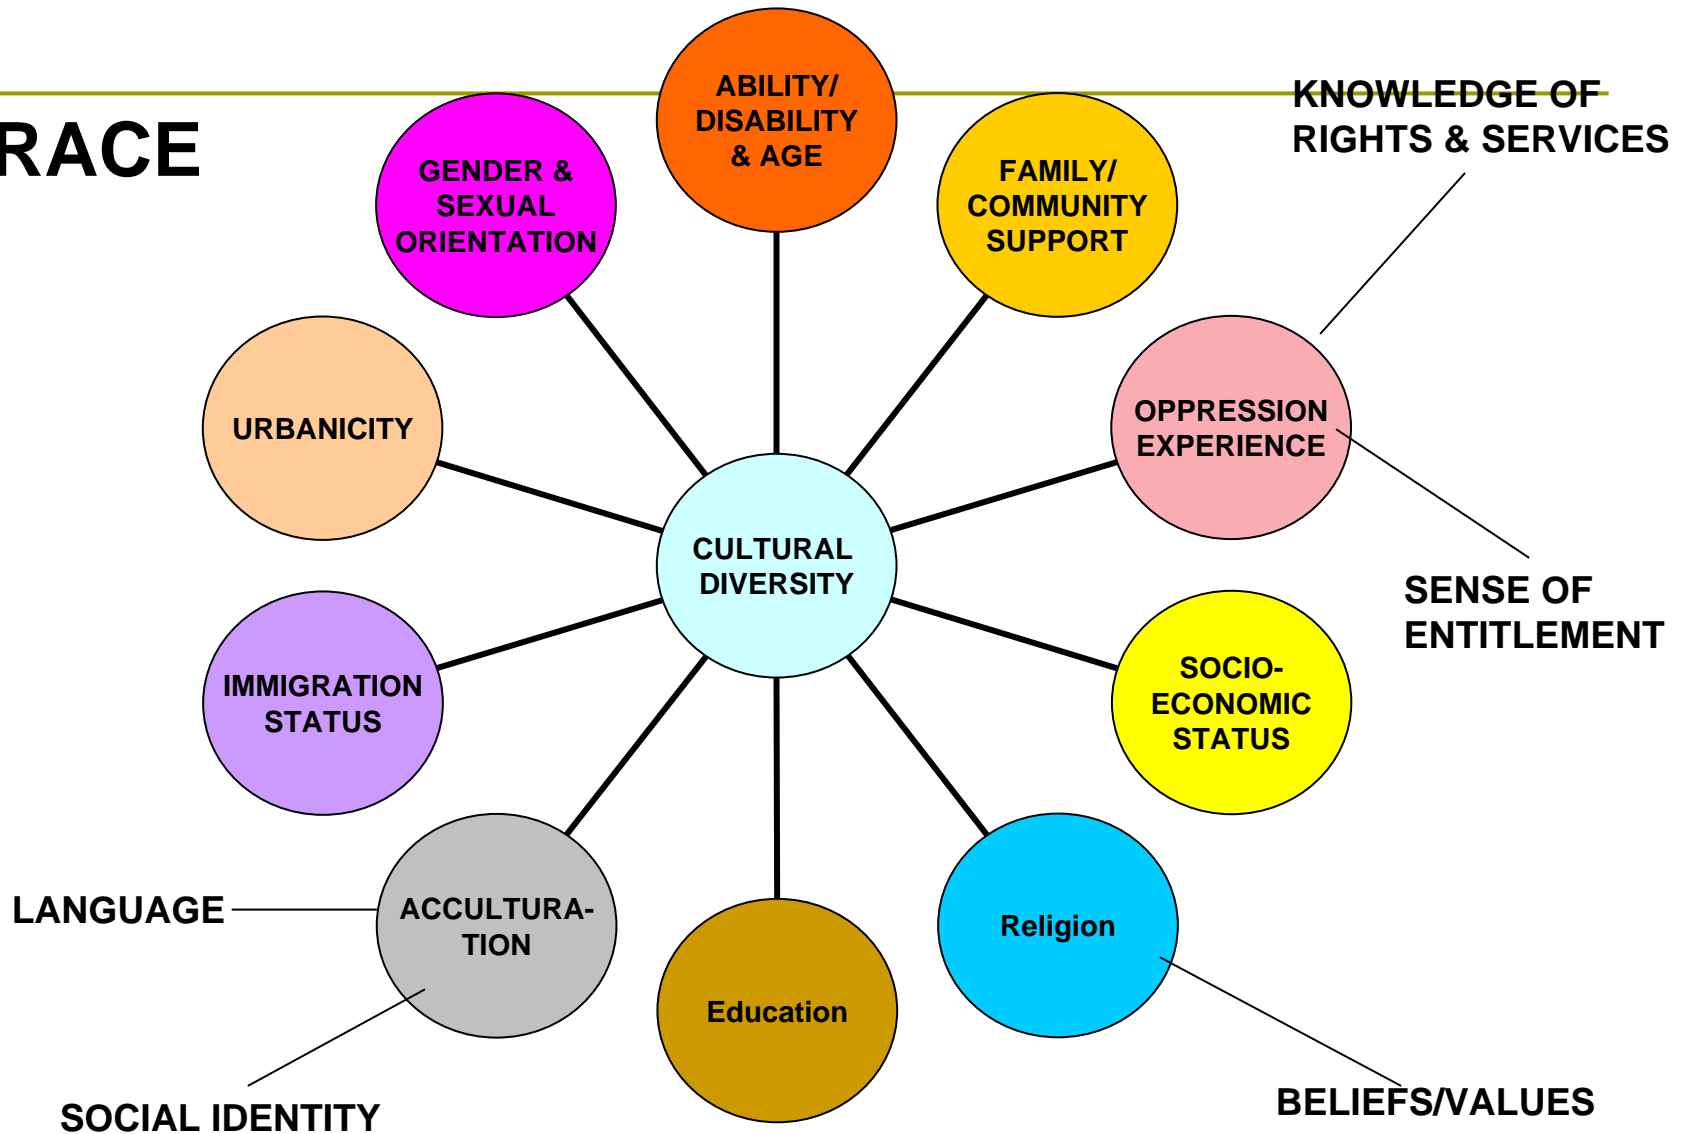 RACE
ABILITY/
DISABILITY
& AGE
KNOWLEDGE OF
RIGHTS & SERVICES
GENDER &
SEXUAL
ORIENTATION
FAMILY/
COMMUNITY
SUPPORT
URBANICITY
OPPRESSION
EXPERIENCE
CULTURAL
DIVERSITY
SENSE OF
ENTITLEMENT
IMMIGRATION
STATUS
SOCIO-
ECONOMIC
STATUS
LANGUAGE
ACCULTURA-
TION
Religion
Education
SOCIAL IDENTITY
BELIEFS/VALUES